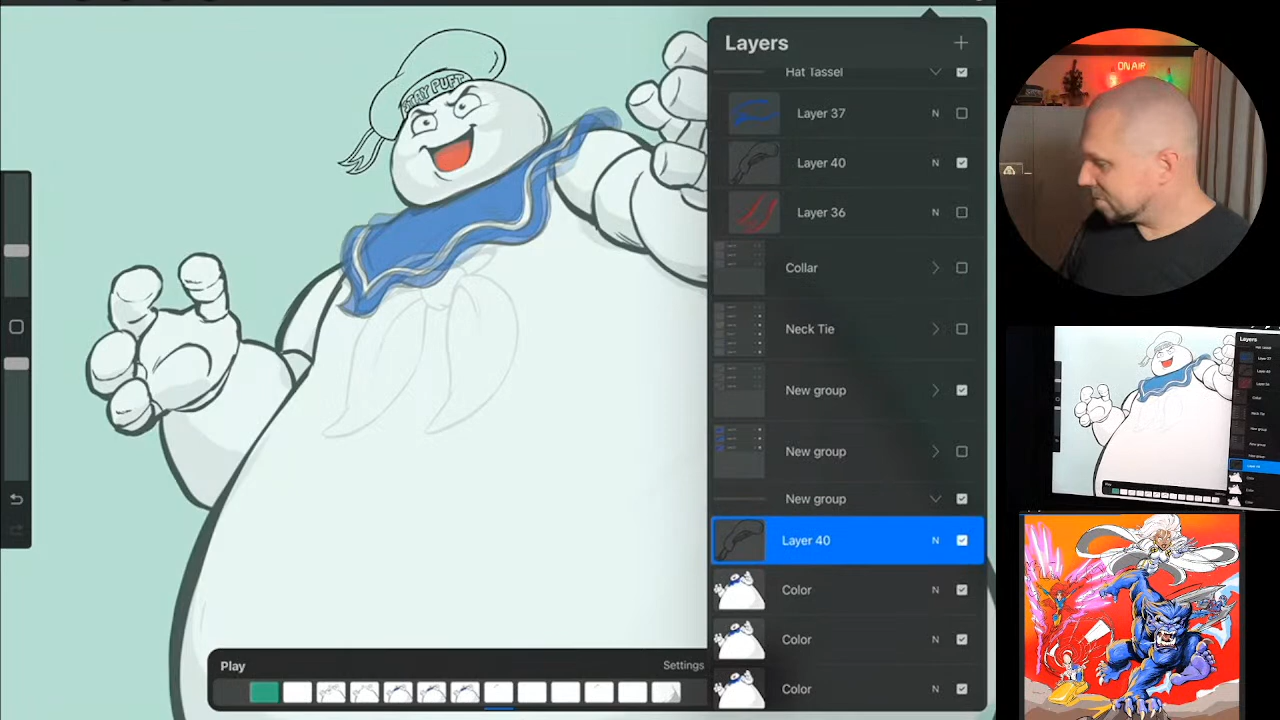 Layers
Hat Tassel
Layer 37 N
Layer 40 N
Layer 36 N
Collar
Neck Tie
New group
New group
New group
Layer 40 N
Color N
Color N
Color N
STAY PUFT
Play
Settings
ON AIR
Layers